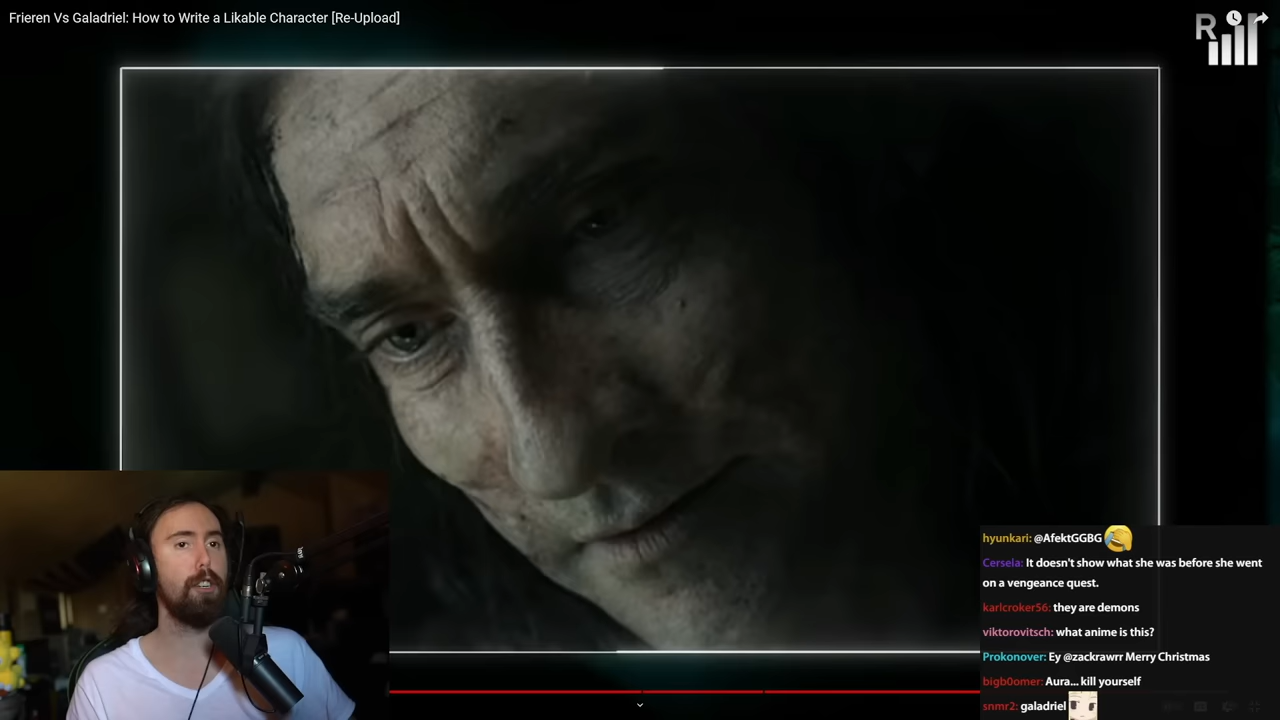 Frieren Vs Galadriel: How to Write a Likable Character [Re-Upload]
R
hyunkari: @AfektGGBG
Cersela: It doesn't show what she was before she went
on a vengeance quest.
karlcroker56: they are demons
viktorovitsch: what anime is this?
Prokonover: Ey @zackrawrr Merry Christmas
bigb0omer: Aura... kill yourself
snmr2: galadriel